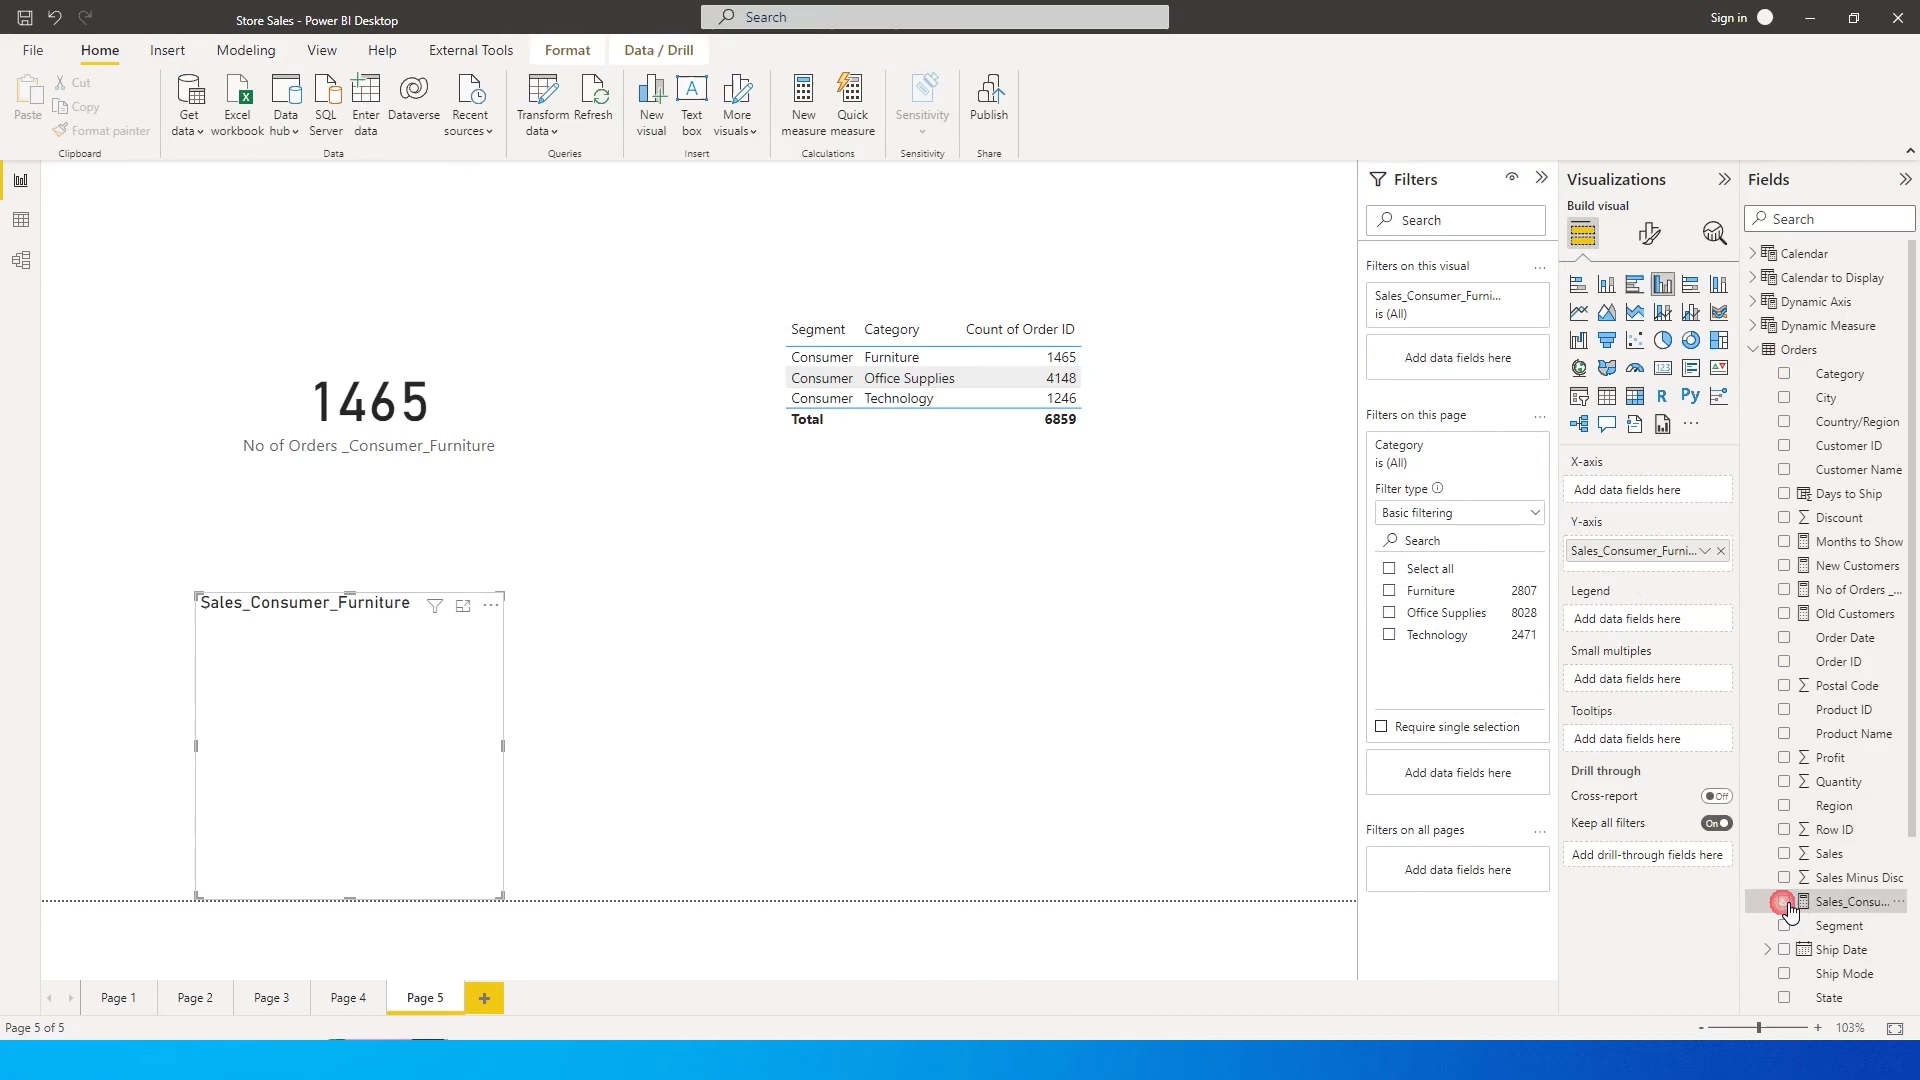 Store Sales - Power BI Desktop
Search
Sign in
File
Home
Insert
Modeling
View
Help
External Tools
Format
Data / Drill
Paste
Cut
Copy
Format painter
Clipboard
Get data
Excel workbook
Data hub
SQL Server
Enter data
Dataverse
Recent sources
Data
Transform data
Refresh
Queries
New visual
Text box
More visuals
Insert
New measure
Quick measure
Calculations
Sensitivity
Sensitivity
Publish
Share
1465
No of Orders _Consumer_Furniture
Segment Category Count of Order ID
Consumer Furniture 1465
Consumer Office Supplies 4148
Consumer Technology 1246
Total 6859
Sales_Consumer_Furniture
Filters
Search
Filters on this visual
Sales_Consumer_Furni...
is (All)
Add data fields here
Filters on this page
Category
is (All)
Filter type
Basic filtering
Search
Select all
Furniture 2807
Office Supplies 8028
Technology 2471
Require single selection
Add data fields here
Filters on all pages
Add data fields here
Visualizations
Build visual
123
R
Py
X-axis
Add data fields here
Y-axis
Sales_Consumer_Furni...
Legend
Add data fields here
Small multiples
Add data fields here
Tooltips
Add data fields here
Drill through
Cross-report Off
Keep all filters On
Add drill-through fields here
Fields
Search
Calendar
Calendar to Display
Dynamic Axis
Dynamic Measure
Orders
Category
City
Country/Region
Customer ID
Customer Name
Days to Ship
Discount
Months to Show
New Customers
No of Orders _...
Old Customers
Order Date
Order ID
Postal Code
Product ID
Product Name
Profit
Quantity
Region
Row ID
Sales
Sales Minus Disc
Sales_Consu...
Segment
Ship Date
Ship Mode
State
Page 1
Page 2
Page 3
Page 4
Page 5
Page 5 of 5
103%